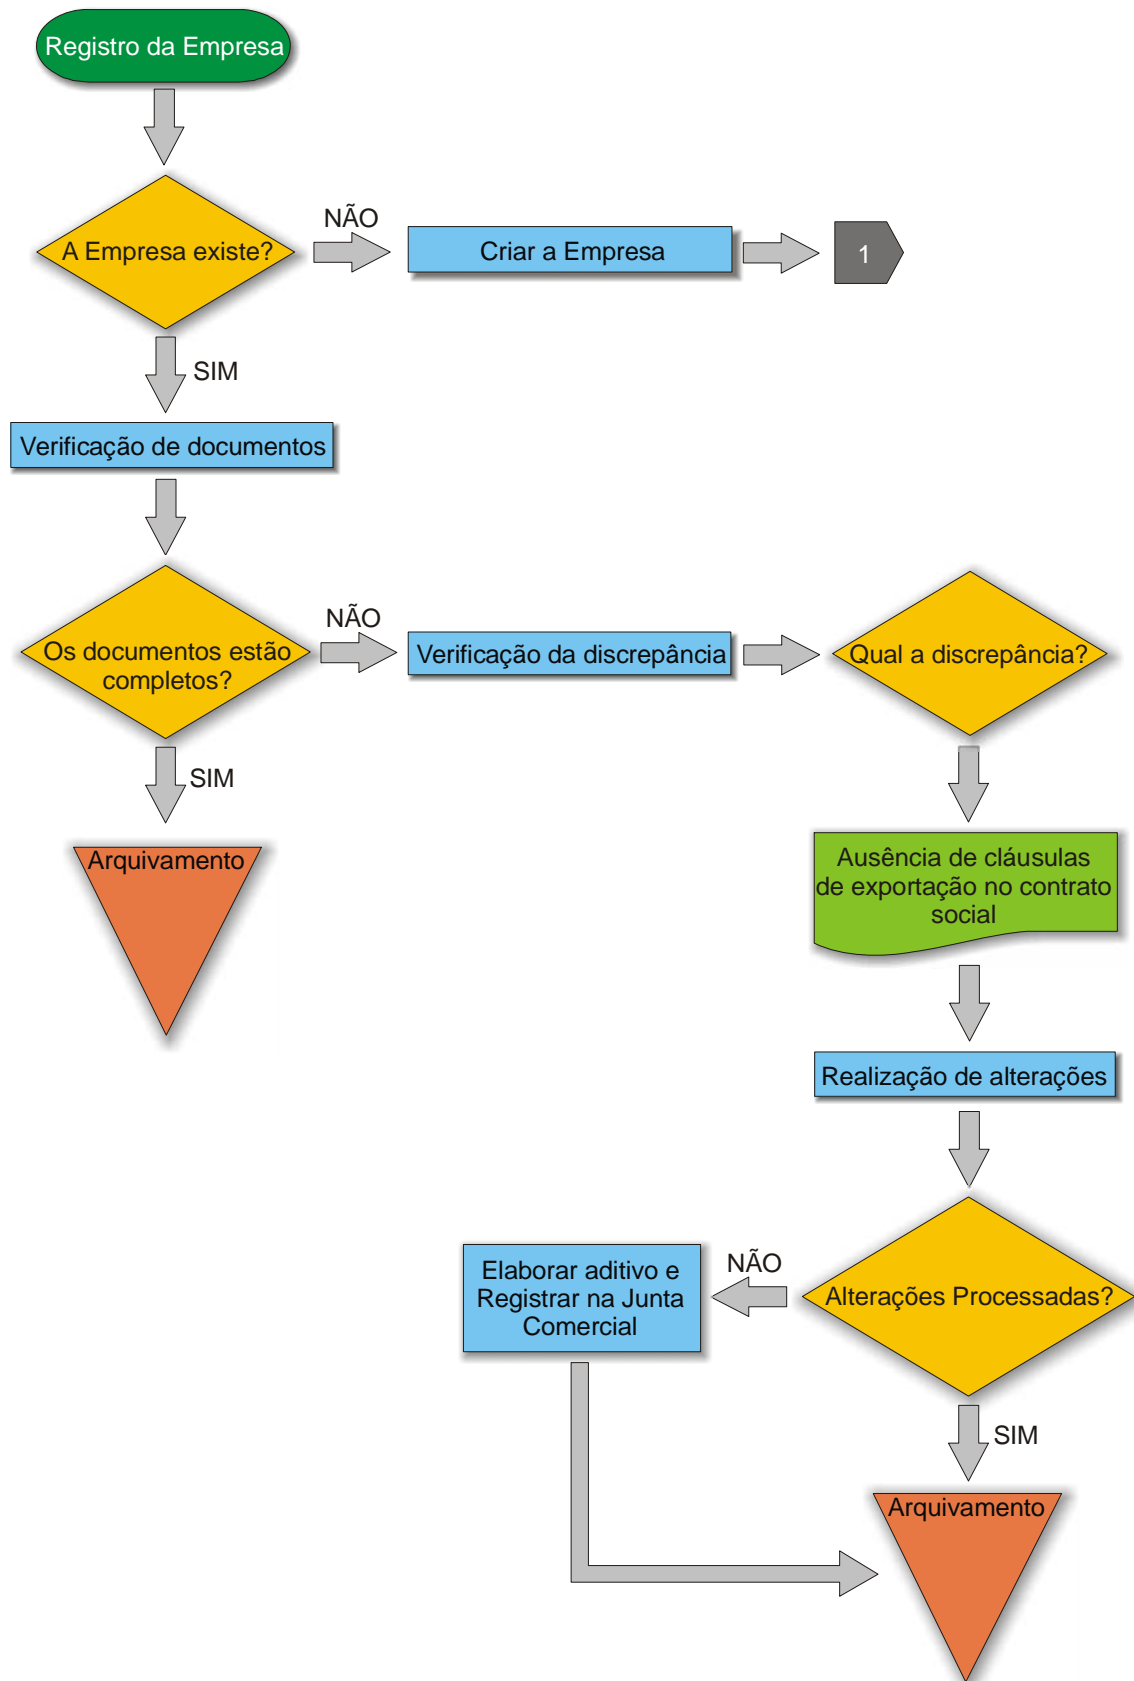 Registro da Empresa
A Empresa existe?
NÃO
Criar a Empresa
1
SIM
Verificação de documentos
Os documentos estão
completos?
NÃO
Verificação da discrepância
Qual a discrepância?
SIM
Arquivamento
Ausência de cláusulas
de exportação no contrato
social
Realização de alterações
Alterações Processadas?
NÃO
Elaborar aditivo e
Registrar na Junta
Comercial
SIM
Arquivamento